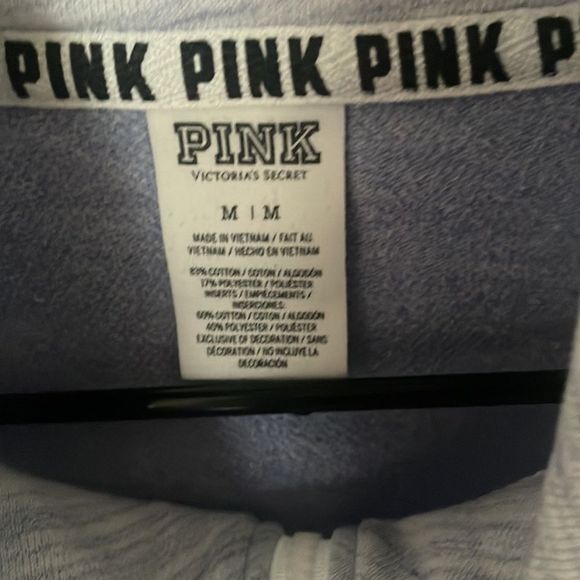 PINK PINK PINK P
PINK
VICTORIA'S SECRET
M | M
MADE IN VIETNAM / FAIT AU
VIETNAM / HECHO EN VIETNAM
83% COTTON / COTON / ALGODÓN
17% POLYESTER / POLIÉSTER
INSERTS / EMPIÈCEMENTS /
INSERCIONES:
60% COTTON / COTON / ALGODÓN
40% POLYESTER / POLIÉSTER
EXCLUSIVE OF DECORATION / SANS
DÉCORATION / NO INCLUYE LA
DECORACIÓN